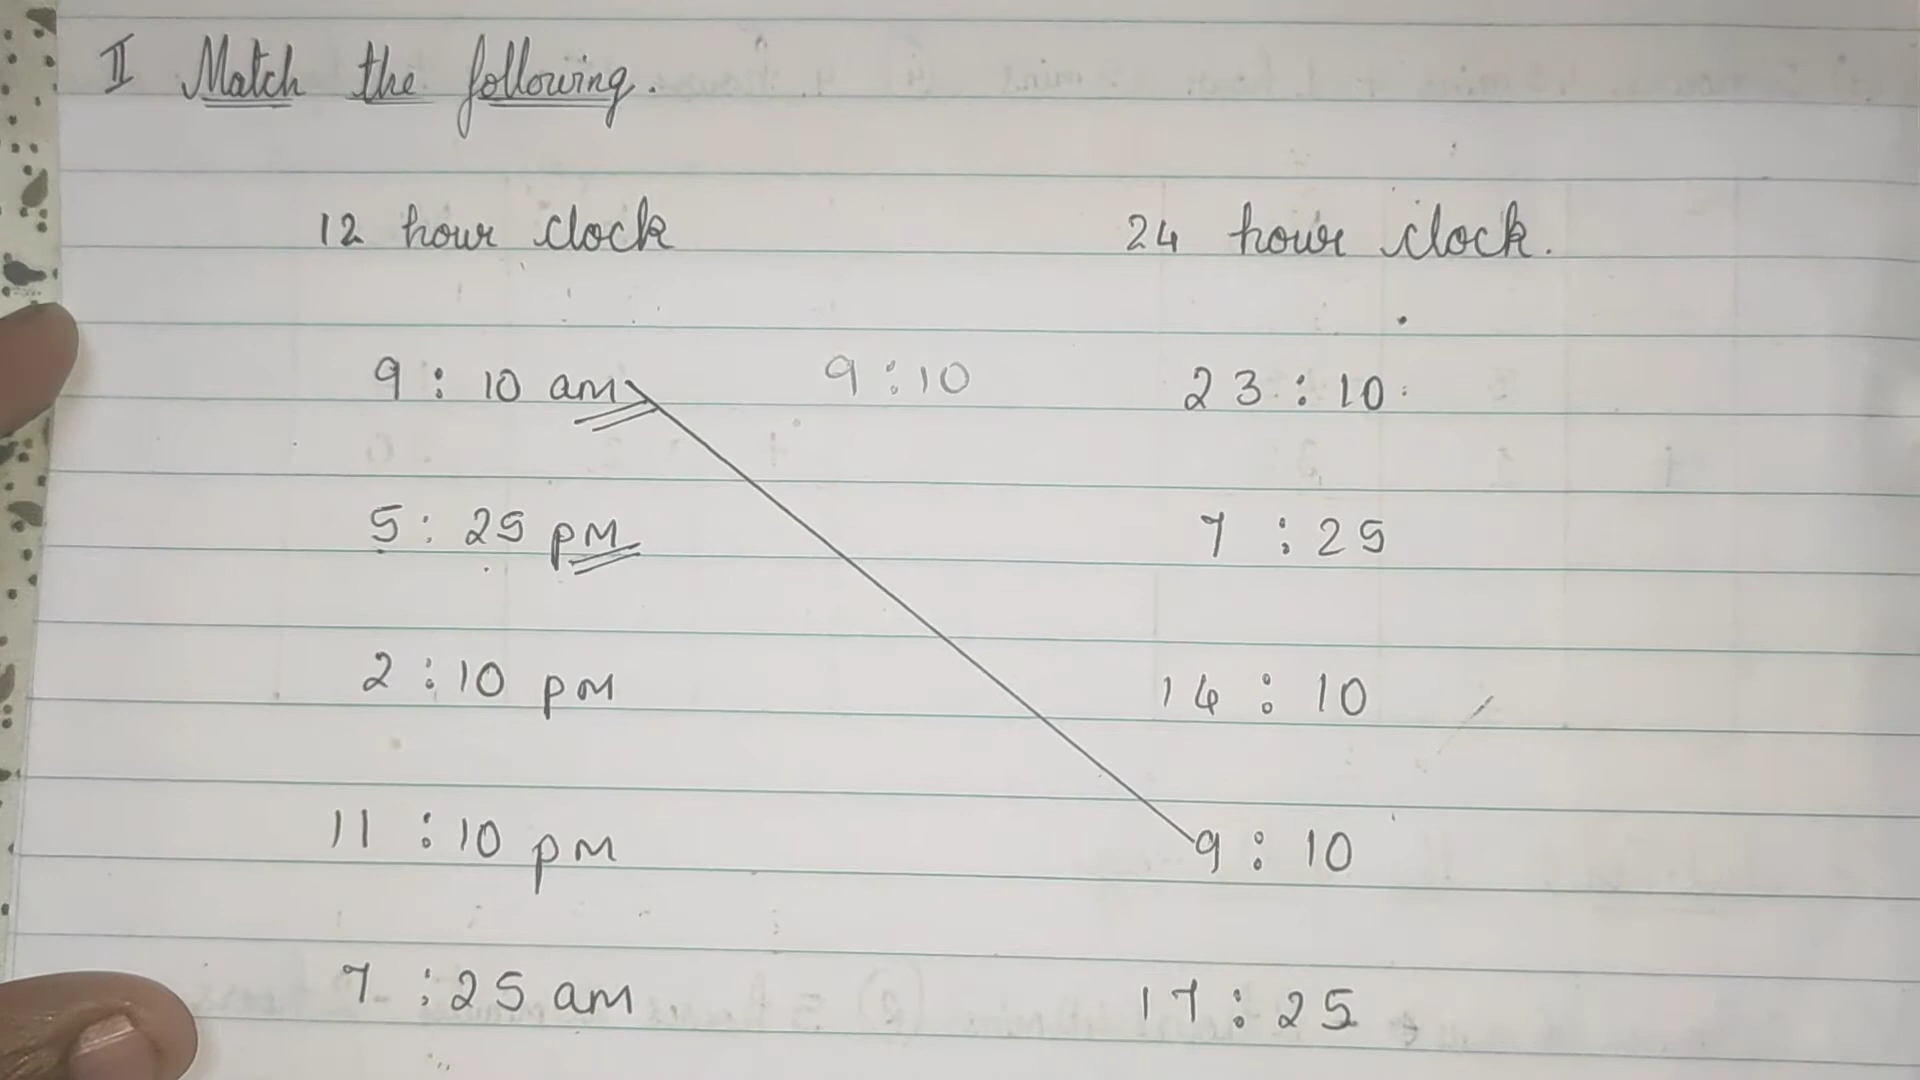 II Match the following.
12 hour clock 24 hour clock.
9 : 10 am 9 : 10 23 : 10
5 : 25 pm 7 : 25
2 : 10 pm 14 : 10
11 : 10 pm 9 : 10
7 : 25 am 17 : 25